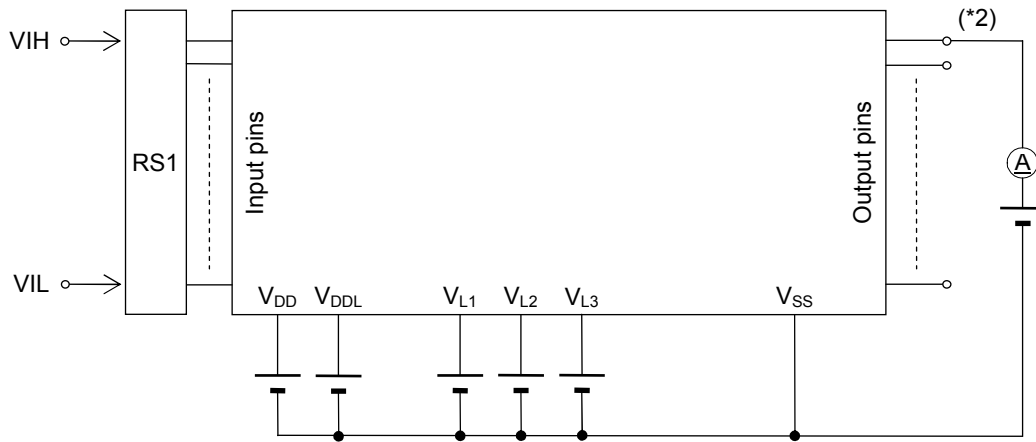 VIH
(*2)
RS1
Input pins
Output pins
A
VIL
VDD
VDDL
VL1
VL2
VL3
VSS